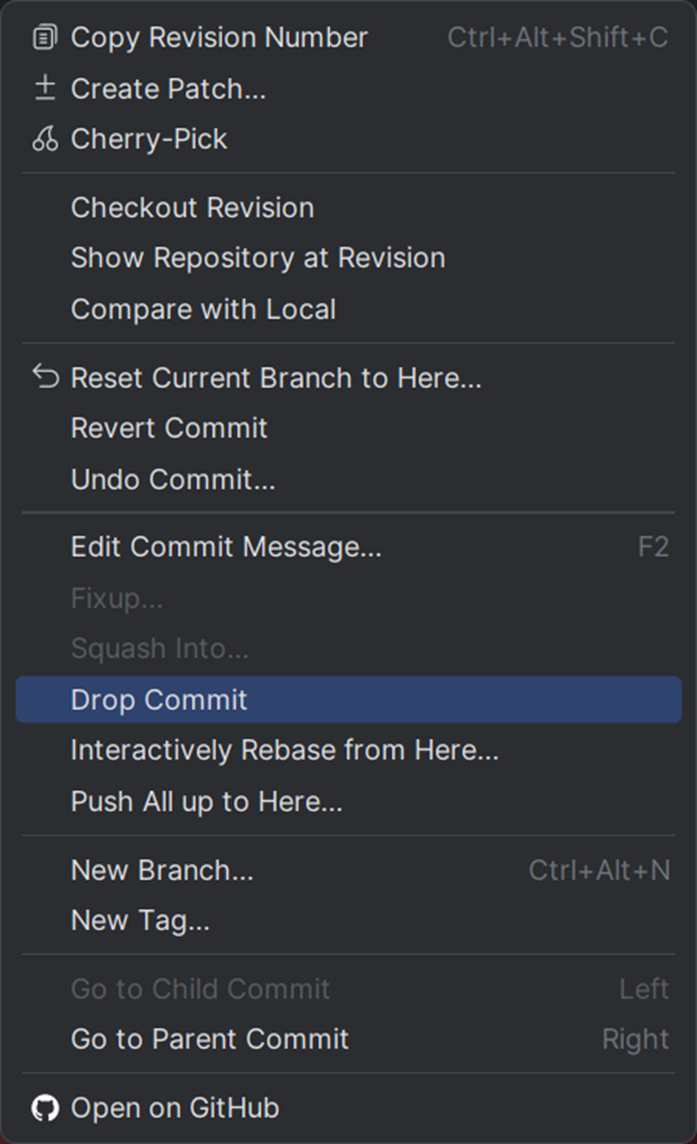 Copy Revision Number Ctrl+Alt+Shift+C
Create Patch...
Cherry-Pick
Checkout Revision
Show Repository at Revision
Compare with Local
Reset Current Branch to Here...
Revert Commit
Undo Commit...
Edit Commit Message... F2
Fixup...
Squash Into...
Drop Commit
Interactively Rebase from Here...
Push All up to Here...
New Branch... Ctrl+Alt+N
New Tag...
Go to Child Commit Left
Go to Parent Commit Right
Open on GitHub